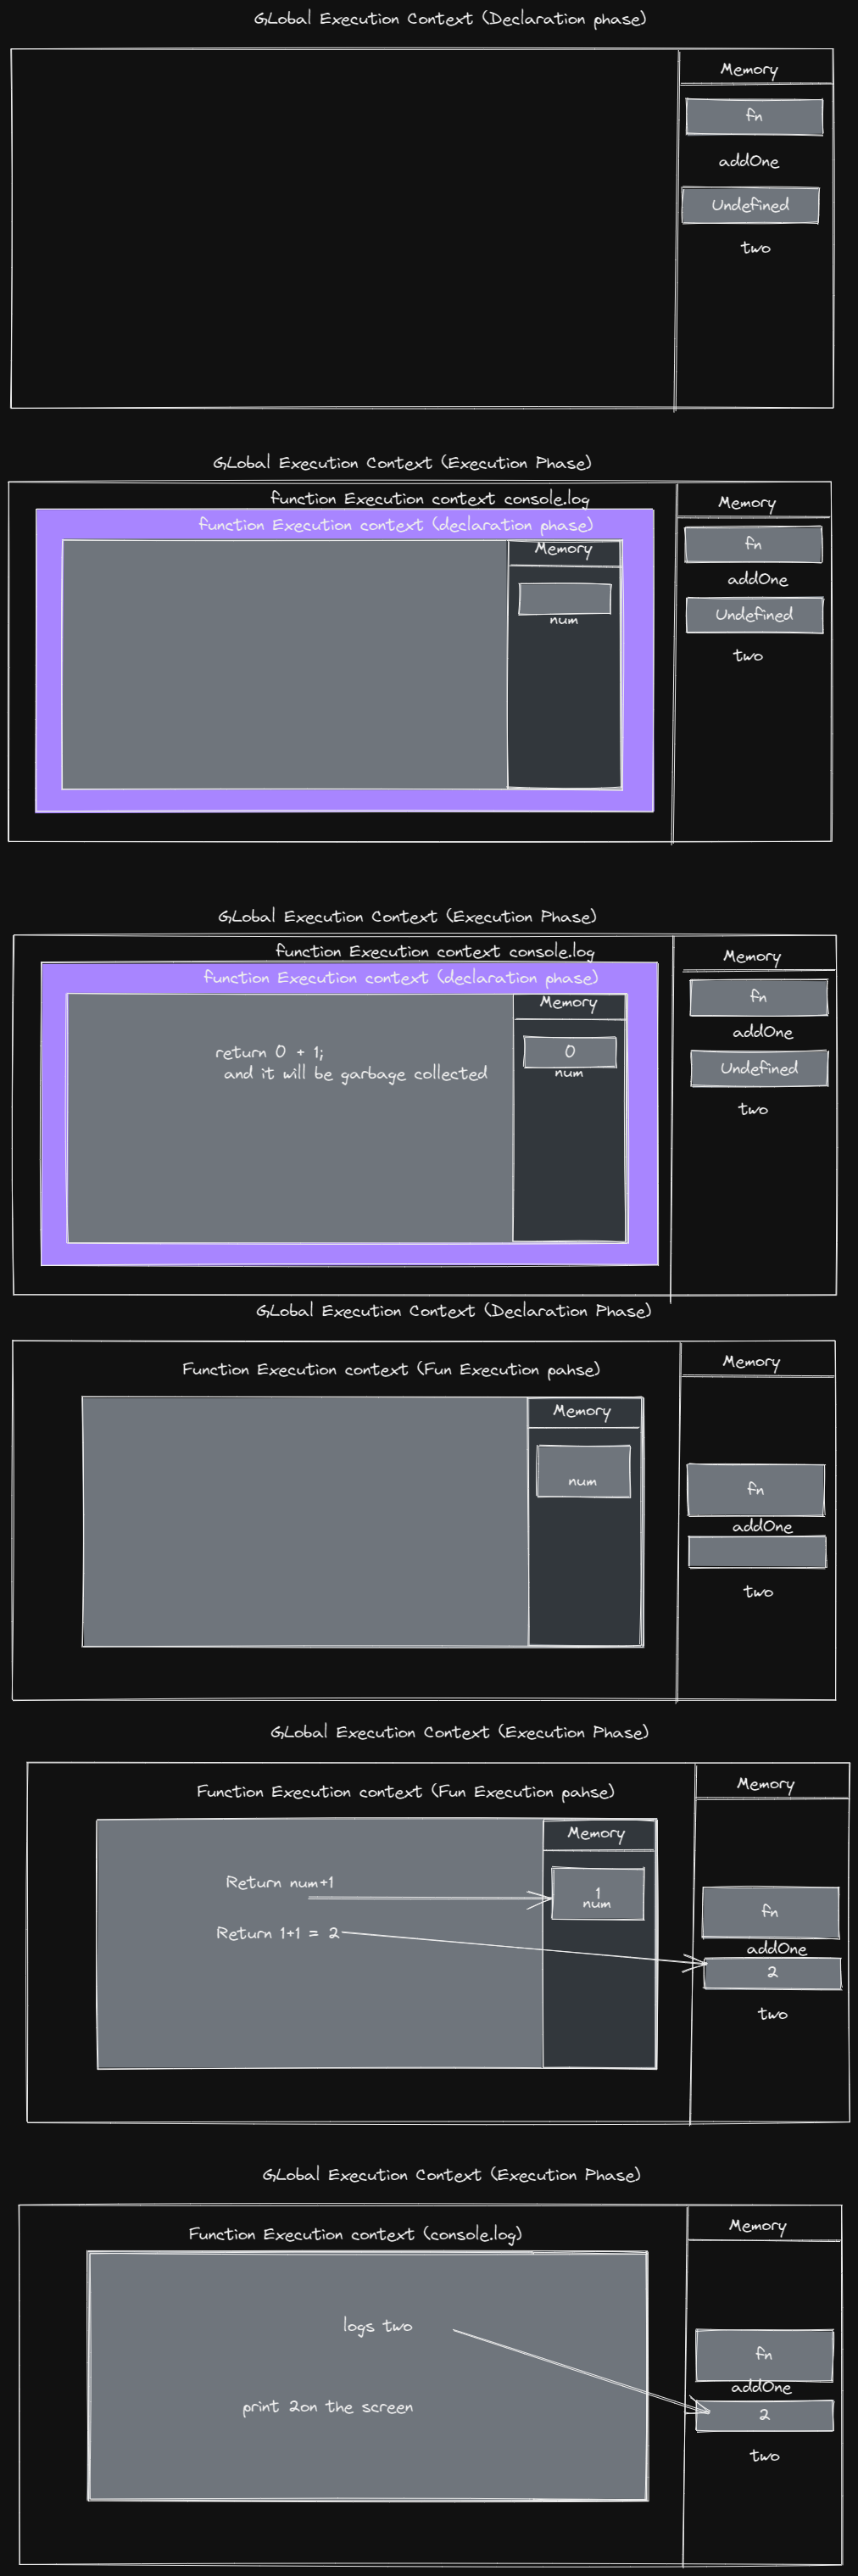 GLobal Execution Context (Declaration phase)
Memory
fn
addOne
Undefined
two
GLobal Execution Context (Execution Phase)
function Execution context console.log
Memory
function Execution context (declaration phase)
fn
Memory
addOne
num
Undefined
two
GLobal Execution Context (Execution Phase)
function Execution context console.log
Memory
function Execution context (declaration phase)
fn
Memory
addOne
return 0 + 1;
0
and it will be garbage collected
num
Undefined
two
GLobal Execution Context (Declaration Phase)
Memory
Function Execution context (Fun Execution pahse)
Memory
num
fn
addOne
two
GLobal Execution Context (Execution Phase)
Memory
Function Execution context (Fun Execution pahse)
Memory
Return num+1
1
num
fn
Return 1+1 = 2
addOne
2
two
GLobal Execution Context (Execution Phase)
Memory
Function Execution context (console.log)
logs two
fn
addOne
print 2on the screen
2
two